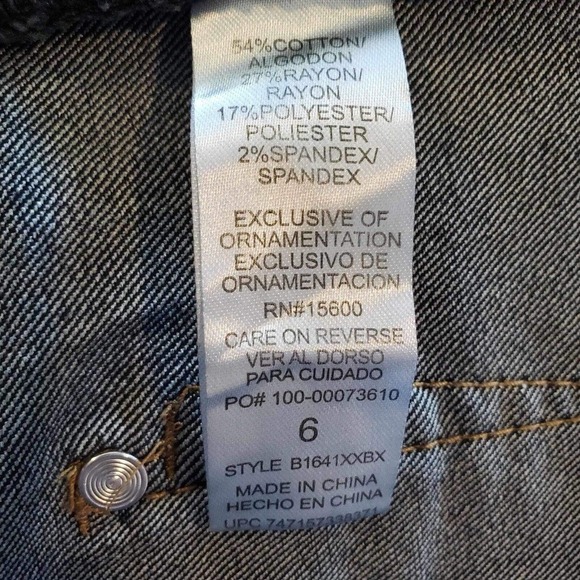 54%COTTON/
ALGODON
27%RAYON/
RAYON
17%POLYESTER/
POLIESTER
2%SPANDEX/
SPANDEX
EXCLUSIVE OF
ORNAMENTATION
EXCLUSIVO DE
ORNAMENTACION
RN#15600
CARE ON REVERSE
VER AL DORSO
PARA CUIDADO
PO# 100-00073610
6
STYLE B1641XXBX
MADE IN CHINA
HECHO EN CHINA
UPC